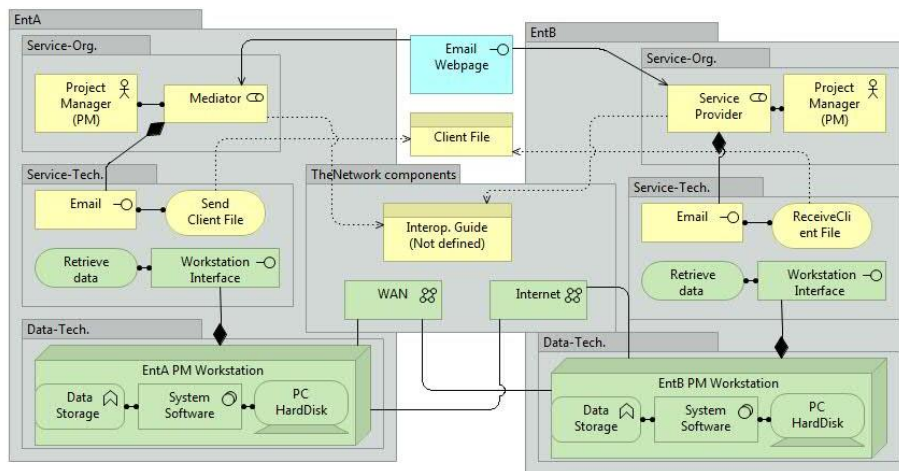 EntA
Service-Org.
Project
Manager
(PM)
Mediator
Service-Tech.
Email
Send
Client File
Retrieve
data
Workstation
Interface
Data-Tech.
EntA PM Workstation
Data
Storage
System
Software
PC
HardDisk
Email
Webpage
Client File
TheNetwork components
Interop. Guide
(Not defined)
WAN
Internet
EntB
Service-Org.
Service
Provider
Project
Manager
(PM)
Service-Tech.
Email
ReceiveCli
ent File
Retrieve
data
Workstation
Interface
Data-Tech.
EntB PM Workstation
Data
Storage
System
Software
PC
HardDisk